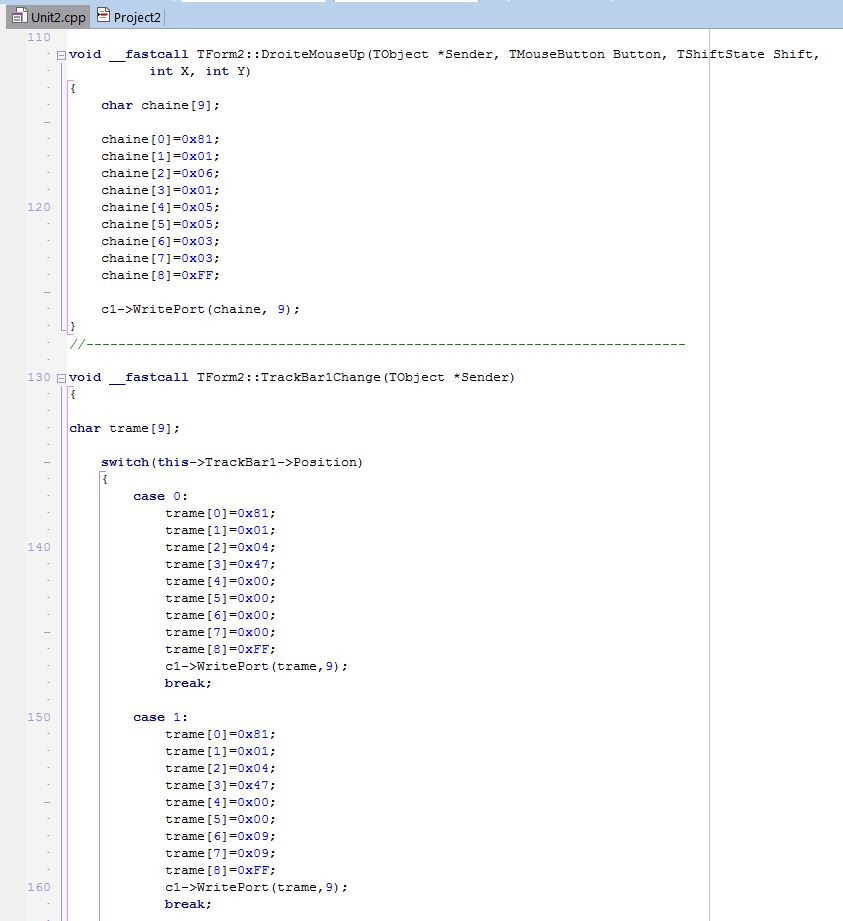 Unit2.cpp Project2
110
void __fastcall TForm2::DroiteMouseUp(TObject *Sender, TMouseButton Button, TShiftState Shift,
int X, int Y)
{
char chaine[9];
chaine[0]=0x81;
chaine[1]=0x01;
chaine[2]=0x06;
chaine[3]=0x01;
120 chaine[4]=0x05;
chaine[5]=0x05;
chaine[6]=0x03;
chaine[7]=0x03;
chaine[8]=0xFF;
c1->WritePort(chaine, 9);
}
//---------------------------------------------------------------------------
130 void __fastcall TForm2::TrackBar1Change(TObject *Sender)
{
char trame[9];
switch(this->TrackBar1->Position)
{
case 0:
trame[0]=0x81;
trame[1]=0x01;
140 trame[2]=0x04;
trame[3]=0x47;
trame[4]=0x00;
trame[5]=0x00;
trame[6]=0x00;
trame[7]=0x00;
trame[8]=0xFF;
c1->WritePort(trame,9);
break;
150 case 1:
trame[0]=0x81;
trame[1]=0x01;
trame[2]=0x04;
trame[3]=0x47;
trame[4]=0x00;
trame[5]=0x00;
trame[6]=0x09;
trame[7]=0x09;
trame[8]=0xFF;
160 c1->WritePort(trame,9);
break;